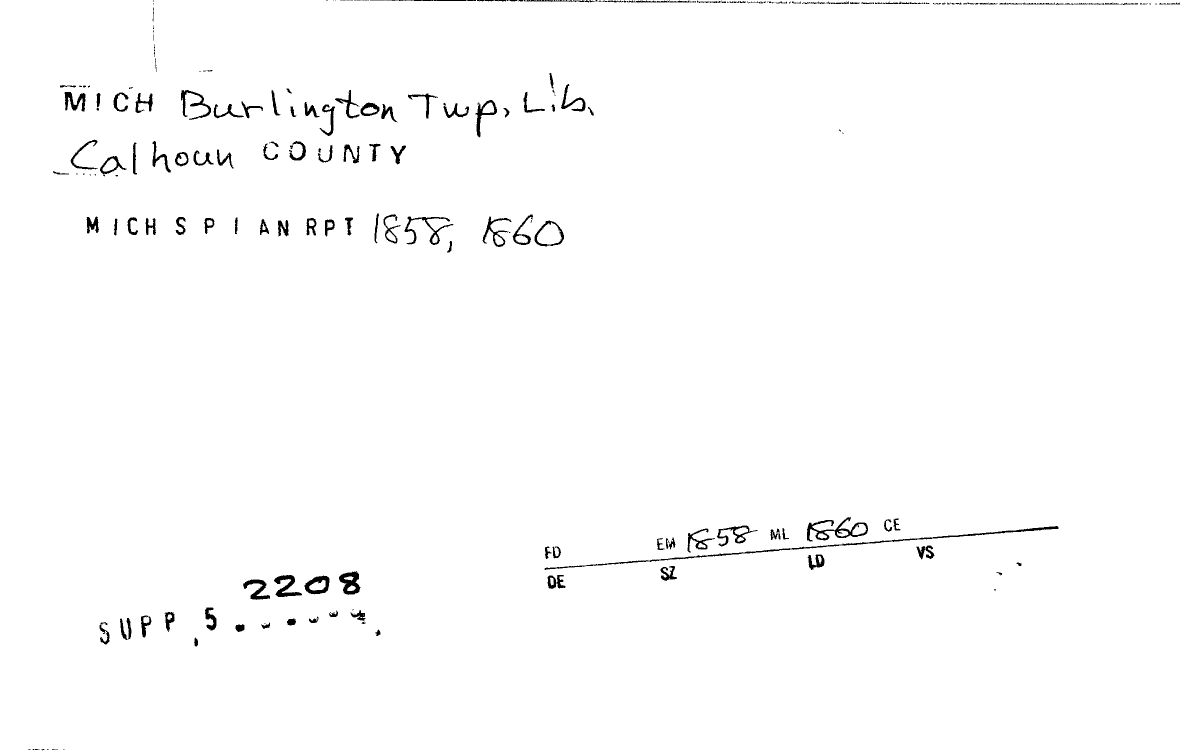 MICH Burlington Twp. Lib.
Calhoun COUNTY
MICH S P I AN RPT 1858, 1860
FD EM 1858 ML 1860 CE
DE SZ LD VS
2208
SUPP.5